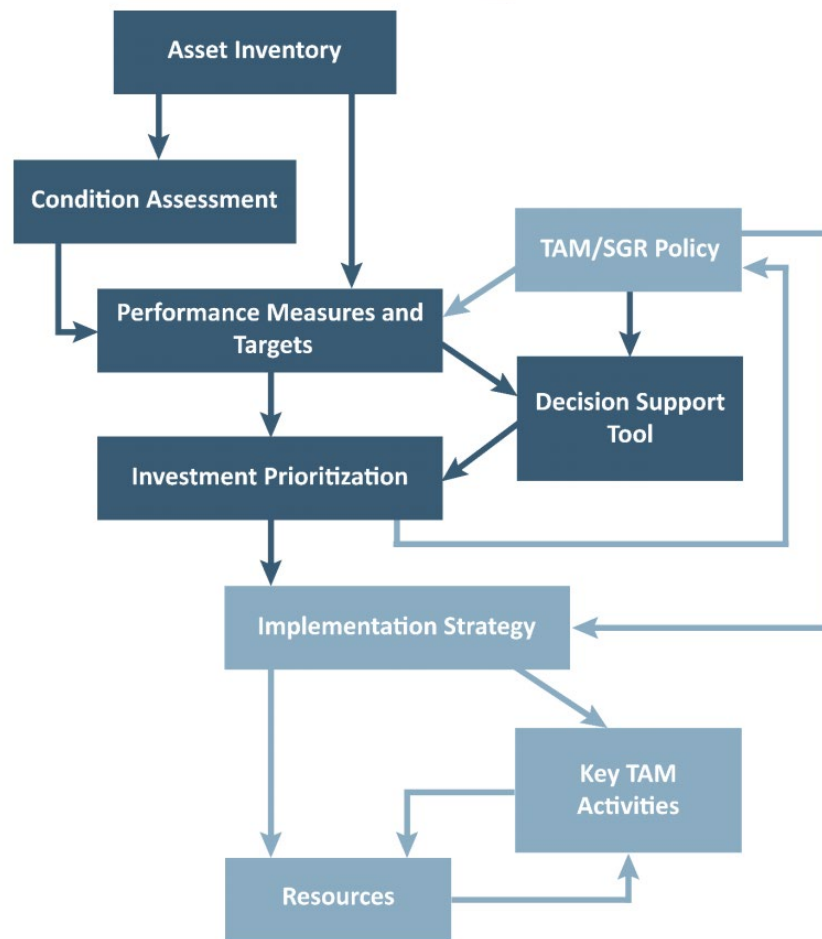 Asset Inventory
Condition Assessment
TAM/SGR Policy
Performance Measures and
Targets
Decision Support
Tool
Investment Prioritization
Implementation Strategy
Key TAM
Activities
Resources